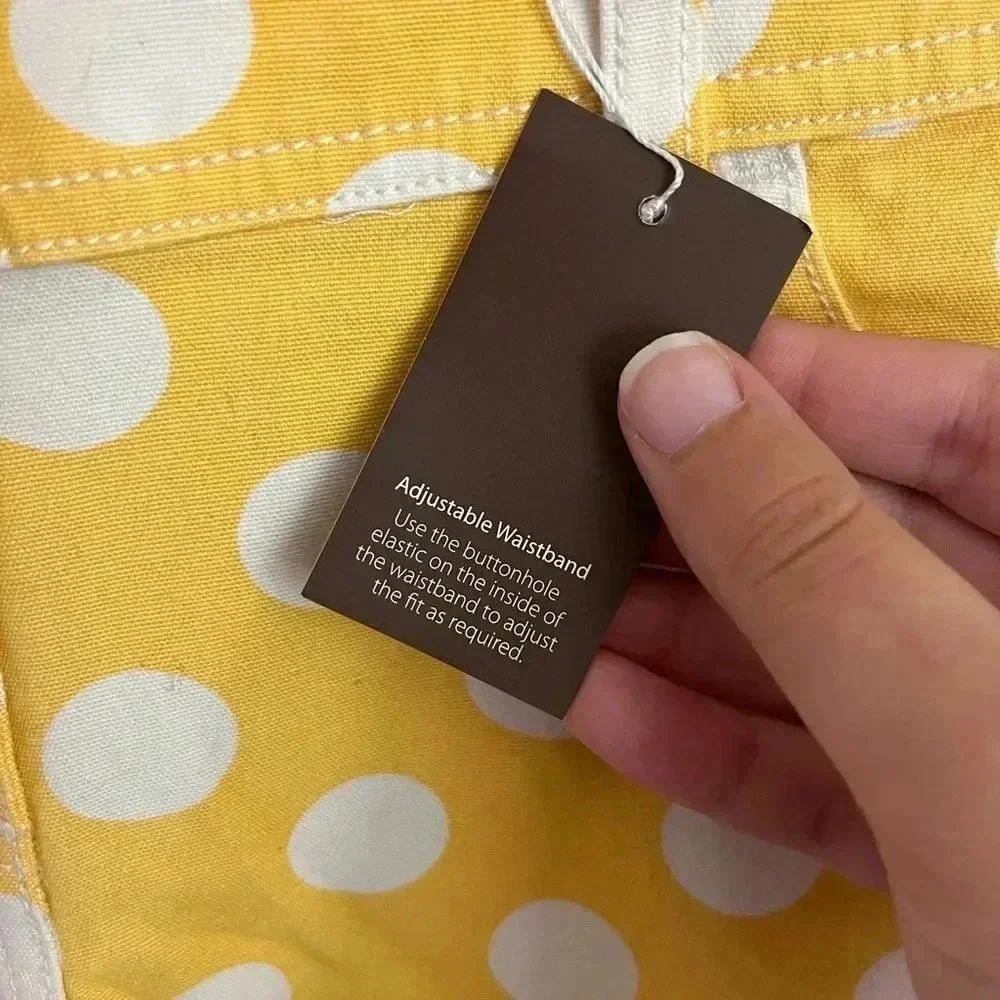 Adjustable Waistband
Use the buttonhole
elastic on the inside of
the waistband to adjust
the fit as required.